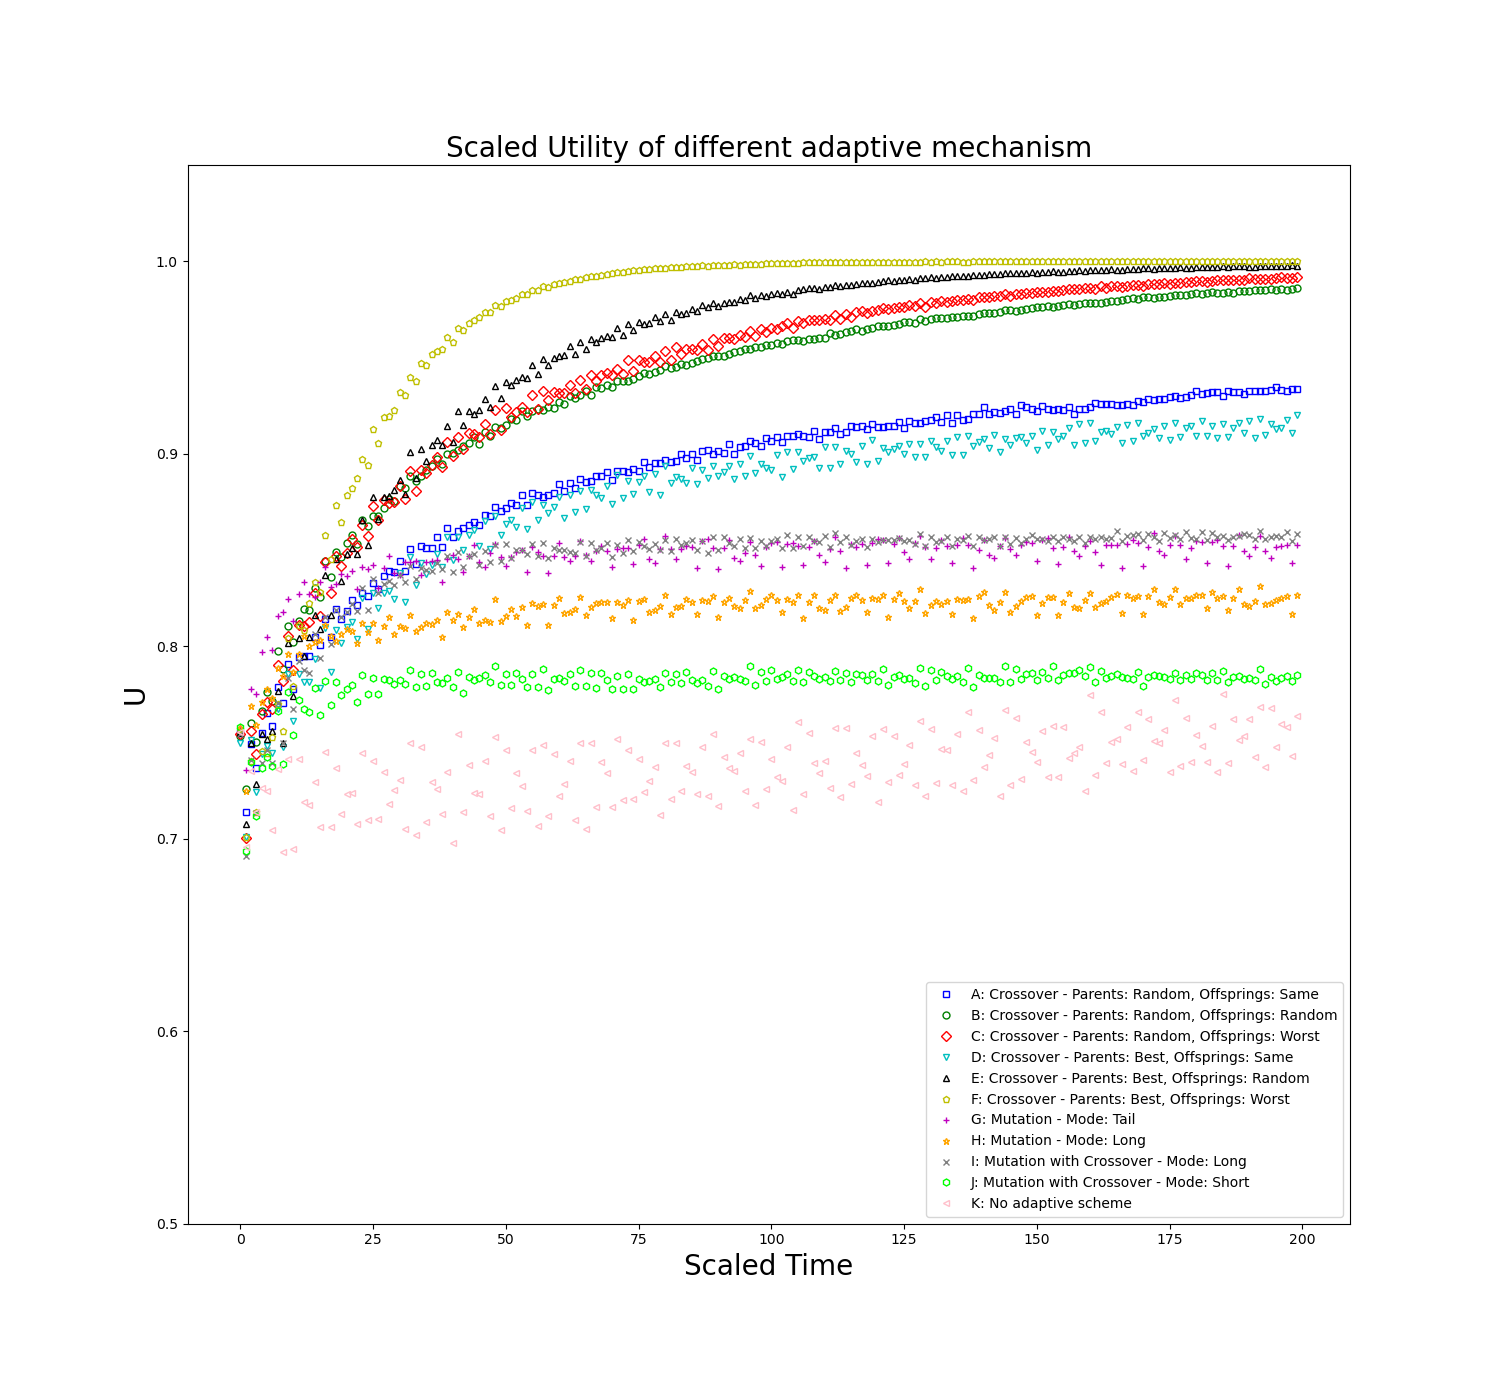 Scaled Utility of different adaptive mechanism
1.0
0.9
0.8
0.7
0.6
0.5
U
A: Crossover - Parents: Random, Offsprings: Same
B: Crossover - Parents: Random, Offsprings: Random
C: Crossover - Parents: Random, Offsprings: Worst
D: Crossover - Parents: Best, Offsprings: Same
E: Crossover - Parents: Best, Offsprings: Random
F: Crossover - Parents: Best, Offsprings: Worst
G: Mutation - Mode: Tail
H: Mutation - Mode: Long
I: Mutation with Crossover - Mode: Long
J: Mutation with Crossover - Mode: Short
K: No adaptive scheme
0 25 50 75 100 125 150 175 200
Scaled Time